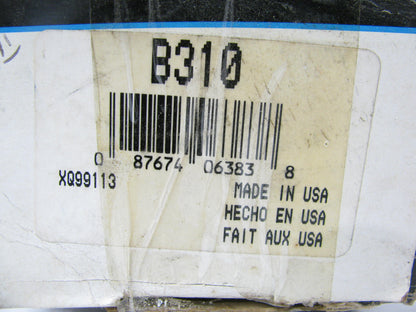 B310
0 87674 06383 8
XQ99113
MADE IN USA
HECHO EN USA
FAIT AUX USA